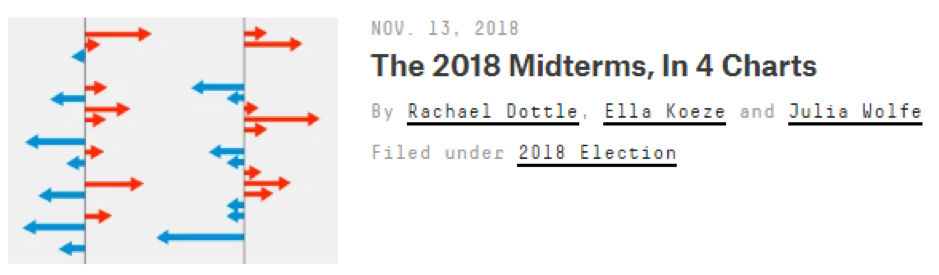 NOV. 13, 2018
The 2018 Midterms, In 4 Charts
By Rachael Dottle, Ella Koeze and Julia Wolfe
Filed under 2018 Election